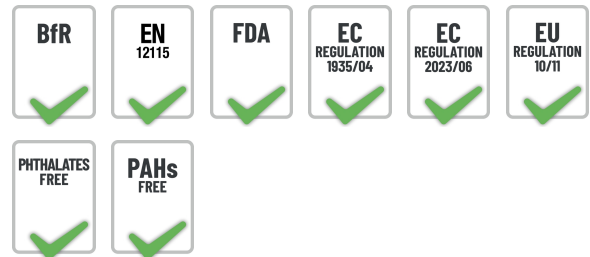 BfR
EN
12115
FDA
EC
REGULATION
1935/04
EC
REGULATION
2023/06
EU
REGULATION
10/11
PHTHALATES
FREE
PAHs
FREE